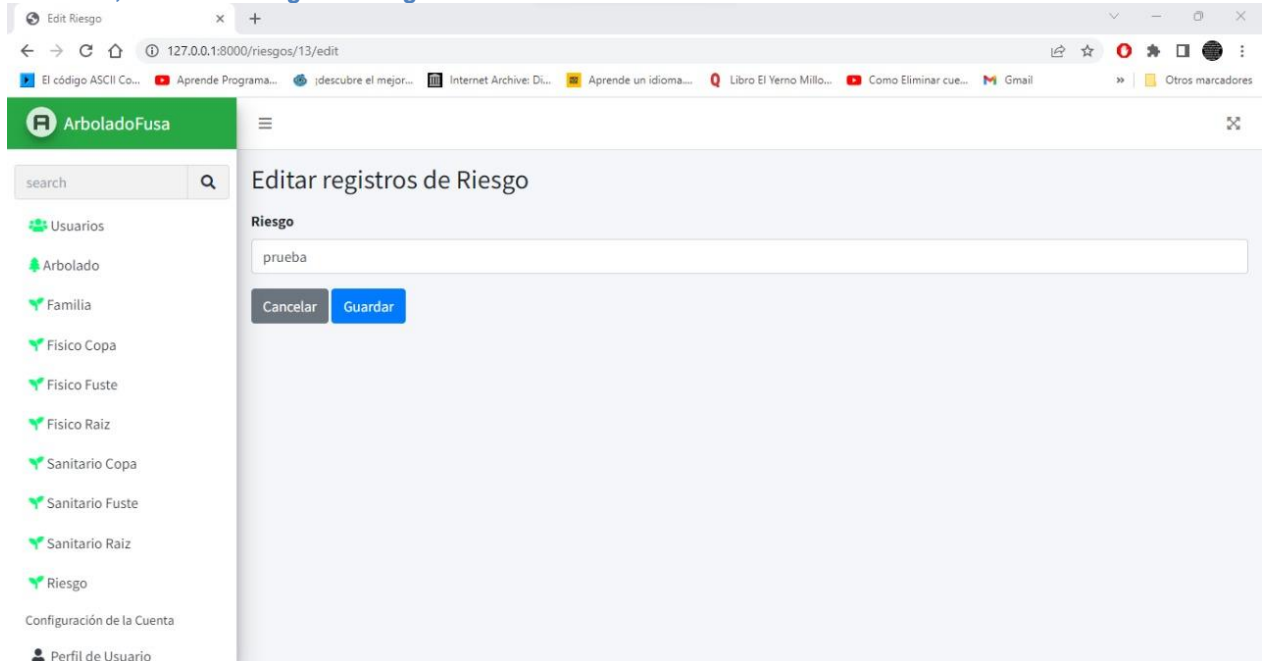 Edit Riesgo
127.0.0.1:8000/riesgos/13/edit
El código ASCII Co... Aprende Programa... ¡descubre el mejor... Internet Archive: Di... Aprende un idioma.... Libro El Yerno Millo... Como Eliminar cue... Gmail » Otros marcadores
ArboladoFusa
search
Usuarios
Arbolado
Familia
Fisico Copa
Fisico Fuste
Fisico Raiz
Sanitario Copa
Sanitario Fuste
Sanitario Raiz
Riesgo
Configuración de la Cuenta
Perfil de Usuario
Editar registros de Riesgo
Riesgo
prueba
Cancelar Guardar